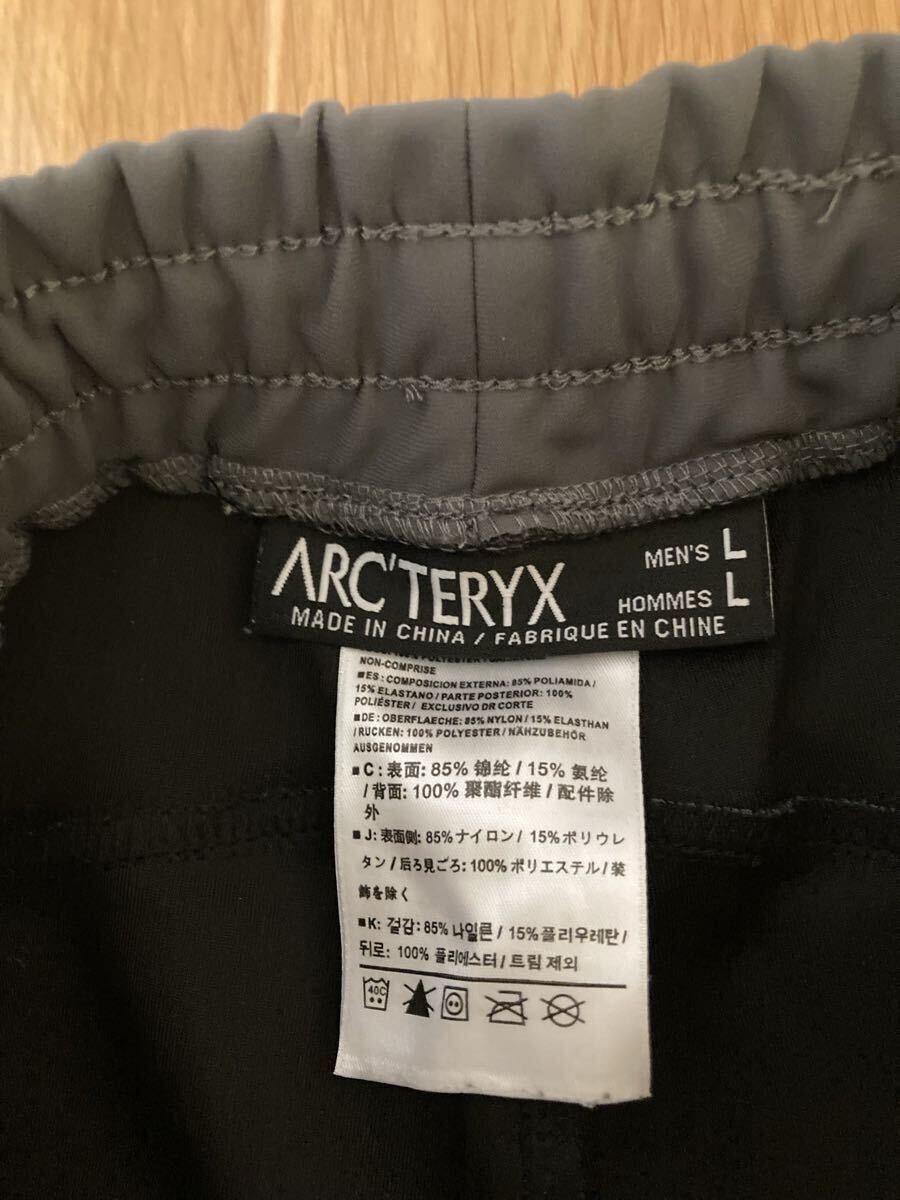 ARC'TERYX
MEN'S L
HOMMES L
MADE IN CHINA / FABRIQUE EN CHINE
NON-COMPRISE
■ES: COMPOSICION EXTERNA: 85% POLIAMIDA /
15% ELASTANO / PARTE POSTERIOR: 100%
POLIÉSTER / EXCLUSIVO DR CORTE
■DE: OBERFLAECHE: 85% NYLON / 15% ELASTHAN
/RUCKEN: 100% POLYESTER / NÄHZUBEHÖR
AUSGENOMMEN
■C: 表面: 85% 锦纶 / 15% 氨纶
/ 背面: 100% 聚酯纤维 / 配件除
外
■J: 表面側: 85%ナイロン / 15%ポリウレ
タン / 后ろ見ごろ: 100%ポリエステル / 装
飾を除く
■K: 겉감: 85% 나일론 / 15%폴리우레탄 /
뒤로: 100% 폴리에스터 / 트림 제외
40C